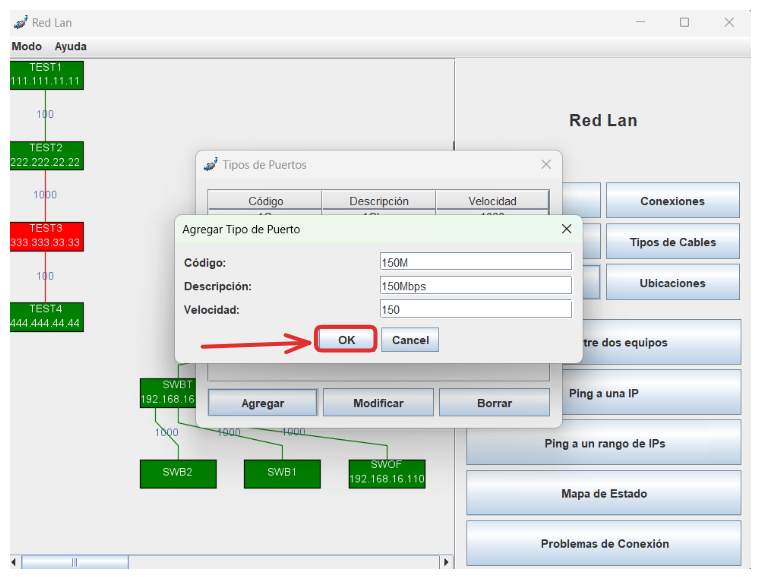 Red Lan
Modo Ayuda
TEST1
111.111.11.11
100
TEST2
222.222.22.22
1000
TEST3
333.333.33.33
100
TEST4
444.444.44.44
SWBT
192.168.16
1000
1000
1000
SWB2
SWB1
SWOF
192.168.16.110
Tipos de Puertos
Código Descripción Velocidad
Agregar Tipo de Puerto
Código: 150M
Descripción: 150Mbps
Velocidad: 150
OK Cancel
Agregar Modificar Borrar
Red Lan
Conexiones
Tipos de Cables
Ubicaciones
tre dos equipos
Ping a una IP
Ping a un rango de IPs
Mapa de Estado
Problemas de Conexión